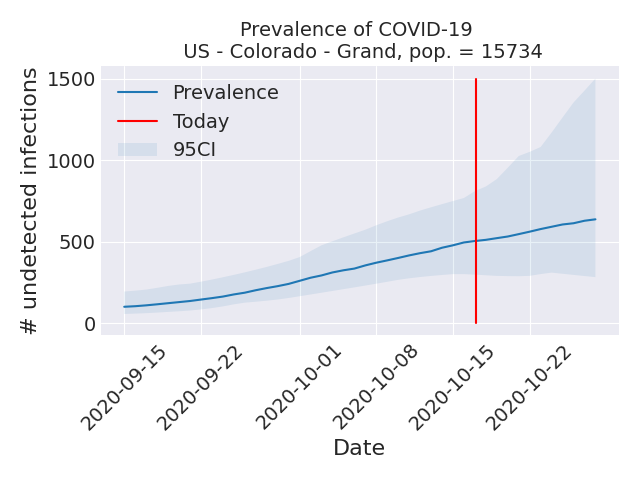 Prevalence of COVID-19
US - Colorado - Grand, pop. = 15734
# undetected infections
1500
1000
500
0
Prevalence
Today
95CI
2020-09-15
2020-09-22
2020-10-01
2020-10-08
2020-10-15
2020-10-22
Date